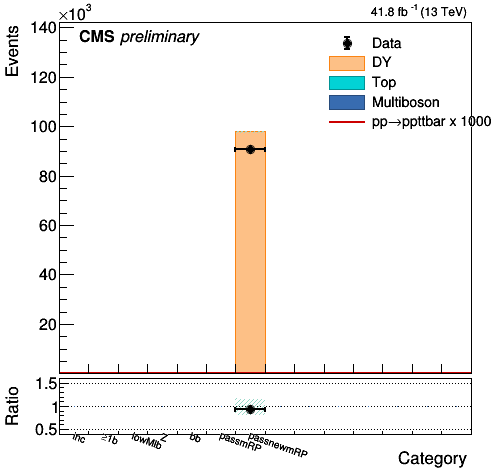 ×10³
41.8 fb⁻¹ (13 TeV)
Events
CMS preliminary
140
120
100
80
60
40
20
Data
DY
Top
Multiboson
pp→ppttbar x 1000
Ratio
1.5
1
0.5
inc
≥1b
lowMlb
Z
bb
passmRP
passnewmRP
Category